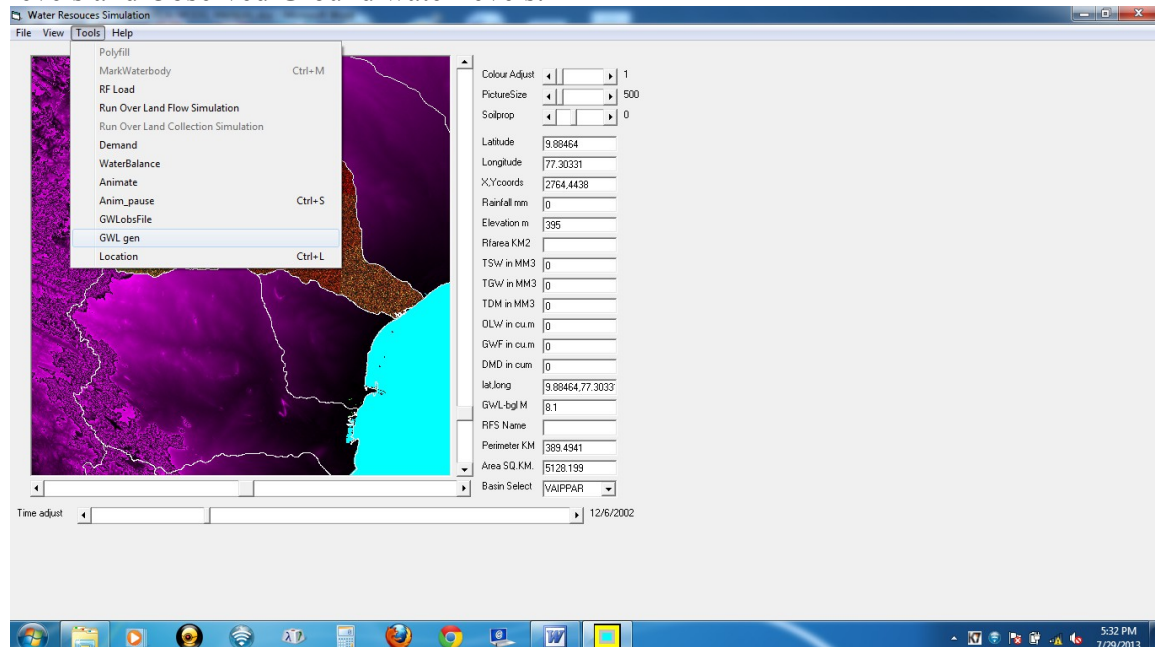 Water Resouces Simulation
File View Tools Help
Polyfill
MarkWaterbody Ctrl+M
RF Load
Run Over Land Flow Simulation
Run Over Land Collection Simulation
Demand
WaterBalance
Animate
Anim_pause Ctrl+S
GWLobsFile
GWL gen
Location Ctrl+L
Colour Adjust 1
PictureSize 500
Soilprop 0
Latitude 9.88464
Longitude 77.30331
X,Ycoords 2764,4438
Rainfall mm 0
Elevation m 395
Rfarea KM2
TSW in MM3 0
TGW in MM3 0
TDM in MM3 0
OLW in cu.m 0
GWF in cu.m 0
DMD in cum 0
lat,long 9.88464,77.3033
GWL-bgl M 8.1
RFS Name
Perimeter KM 389.4941
Area SQ.KM. 5128.199
Basin Select VAIPPAR
Time adjust 12/6/2002
5:32 PM
7/29/2013